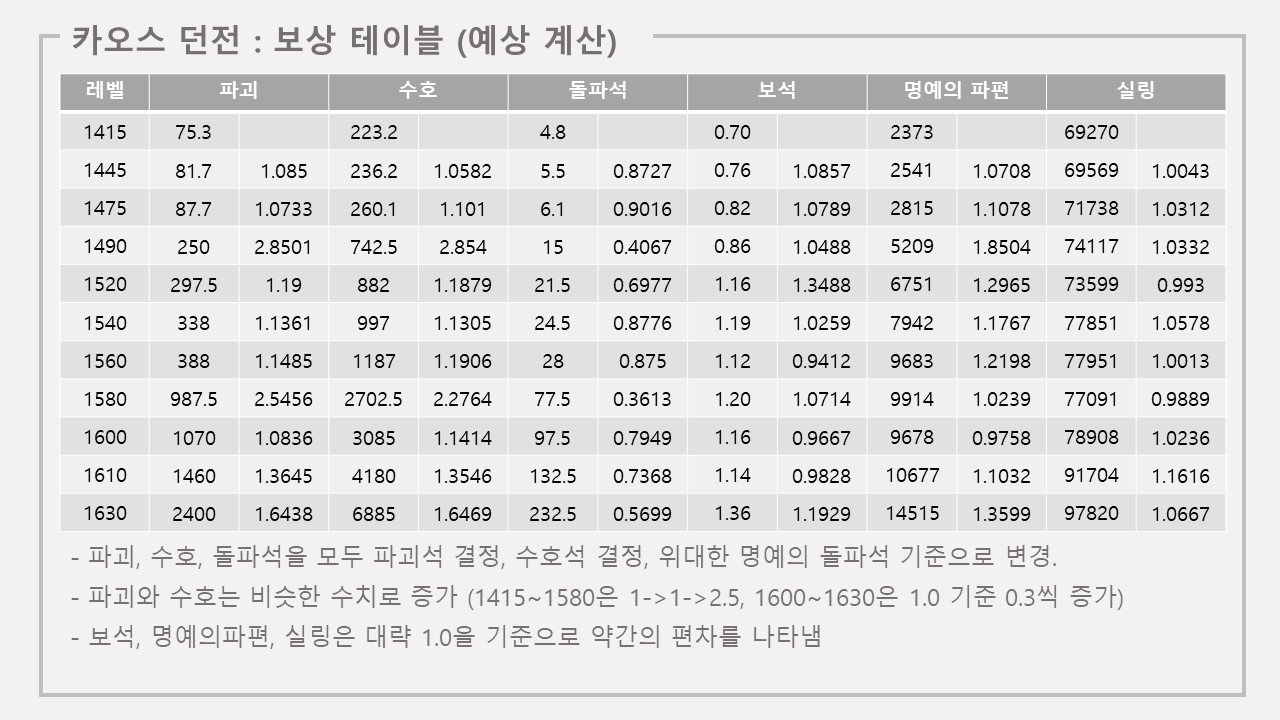 카오스 던전 : 보상 테이블 (예상 계산)
레벨 파괴 수호 돌파석 보석 명예의 파편 실링
1415 75.3 223.2 4.8 0.70 2373 69270
1445 81.7 1.085 236.2 1.0582 5.5 0.8727 0.76 1.0857 2541 1.0708 69569 1.0043
1475 87.7 1.0733 260.1 1.101 6.1 0.9016 0.82 1.0789 2815 1.1078 71738 1.0312
1490 250 2.8501 742.5 2.854 15 0.4067 0.86 1.0488 5209 1.8504 74117 1.0332
1520 297.5 1.19 882 1.1879 21.5 0.6977 1.16 1.3488 6751 1.2965 73599 0.993
1540 338 1.1361 997 1.1305 24.5 0.8776 1.19 1.0259 7942 1.1767 77851 1.0578
1560 388 1.1485 1187 1.1906 28 0.875 1.12 0.9412 9683 1.2198 77951 1.0013
1580 987.5 2.5456 2702.5 2.2764 77.5 0.3613 1.20 1.0714 9914 1.0239 77091 0.9889
1600 1070 1.0836 3085 1.1414 97.5 0.7949 1.16 0.9667 9678 0.9758 78908 1.0236
1610 1460 1.3645 4180 1.3546 132.5 0.7368 1.14 0.9828 10677 1.1032 91704 1.1616
1630 2400 1.6438 6885 1.6469 232.5 0.5699 1.36 1.1929 14515 1.3599 97820 1.0667
- 파괴, 수호, 돌파석을 모두 파괴석 결정, 수호석 결정, 위대한 명예의 돌파석 기준으로 변경.
- 파괴와 수호는 비슷한 수치로 증가 (1415~1580은 1->1->2.5, 1600~1630은 1.0 기준 0.3씩 증가)
- 보석, 명예의파편, 실링은 대략 1.0을 기준으로 약간의 편차를 나타냄